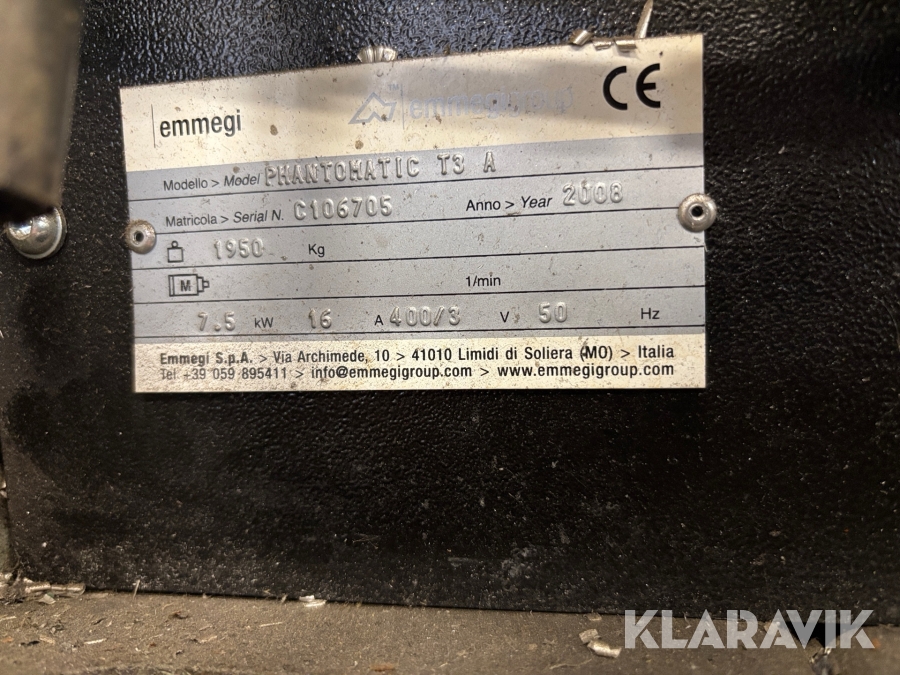 emmegi
emmegigroup
CE
Modello > Model PHANTOMATIC T3 A
Matricola > Serial N. C106705 Anno > Year 2008
1950 Kg
M 1/min
7.5 kW 16 A 400/3 V 50 Hz
Emmegi S.p.A. > Via Archimede, 10 > 41010 Limidi di Soliera (MO) > Italia
Tel +39 059 895411 > info@emmegigroup.com > www.emmegigroup.com
KLARAVIK